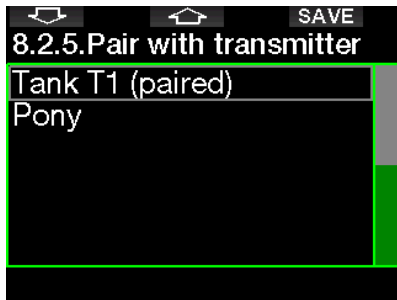 SAVE
8.2.5.Pair with transmitter
Tank T1 (paired)
Pony